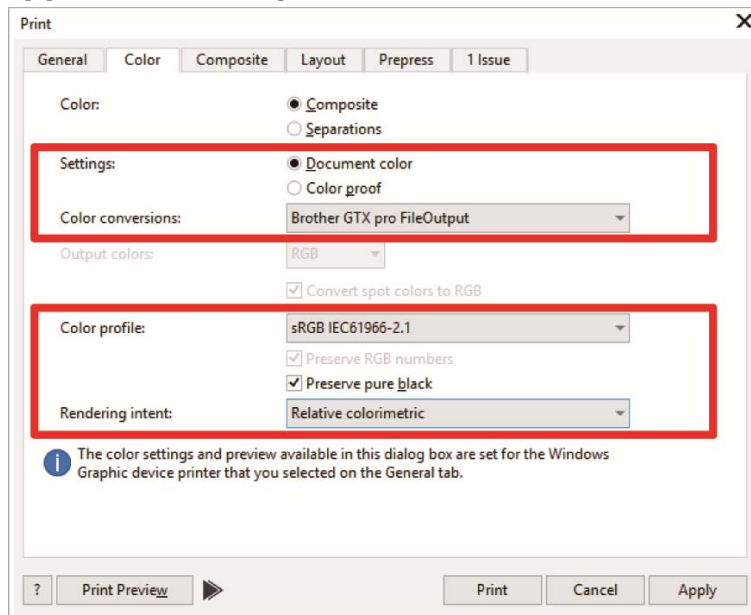 Print
General Color Composite Layout Prepress 1 Issue
Color: Composite
Separations
Settings: Document color
Color proof
Color conversions: Brother GTX pro FileOutput
Output colors: RGB
Convert spot colors to RGB
Color profile: sRGB IEC61966-2.1
Preserve RGB numbers
Preserve pure black
Rendering intent: Relative colorimetric
The color settings and preview available in this dialog box are set for the Windows
Graphic device printer that you selected on the General tab.
? Print Preview Print Cancel Apply